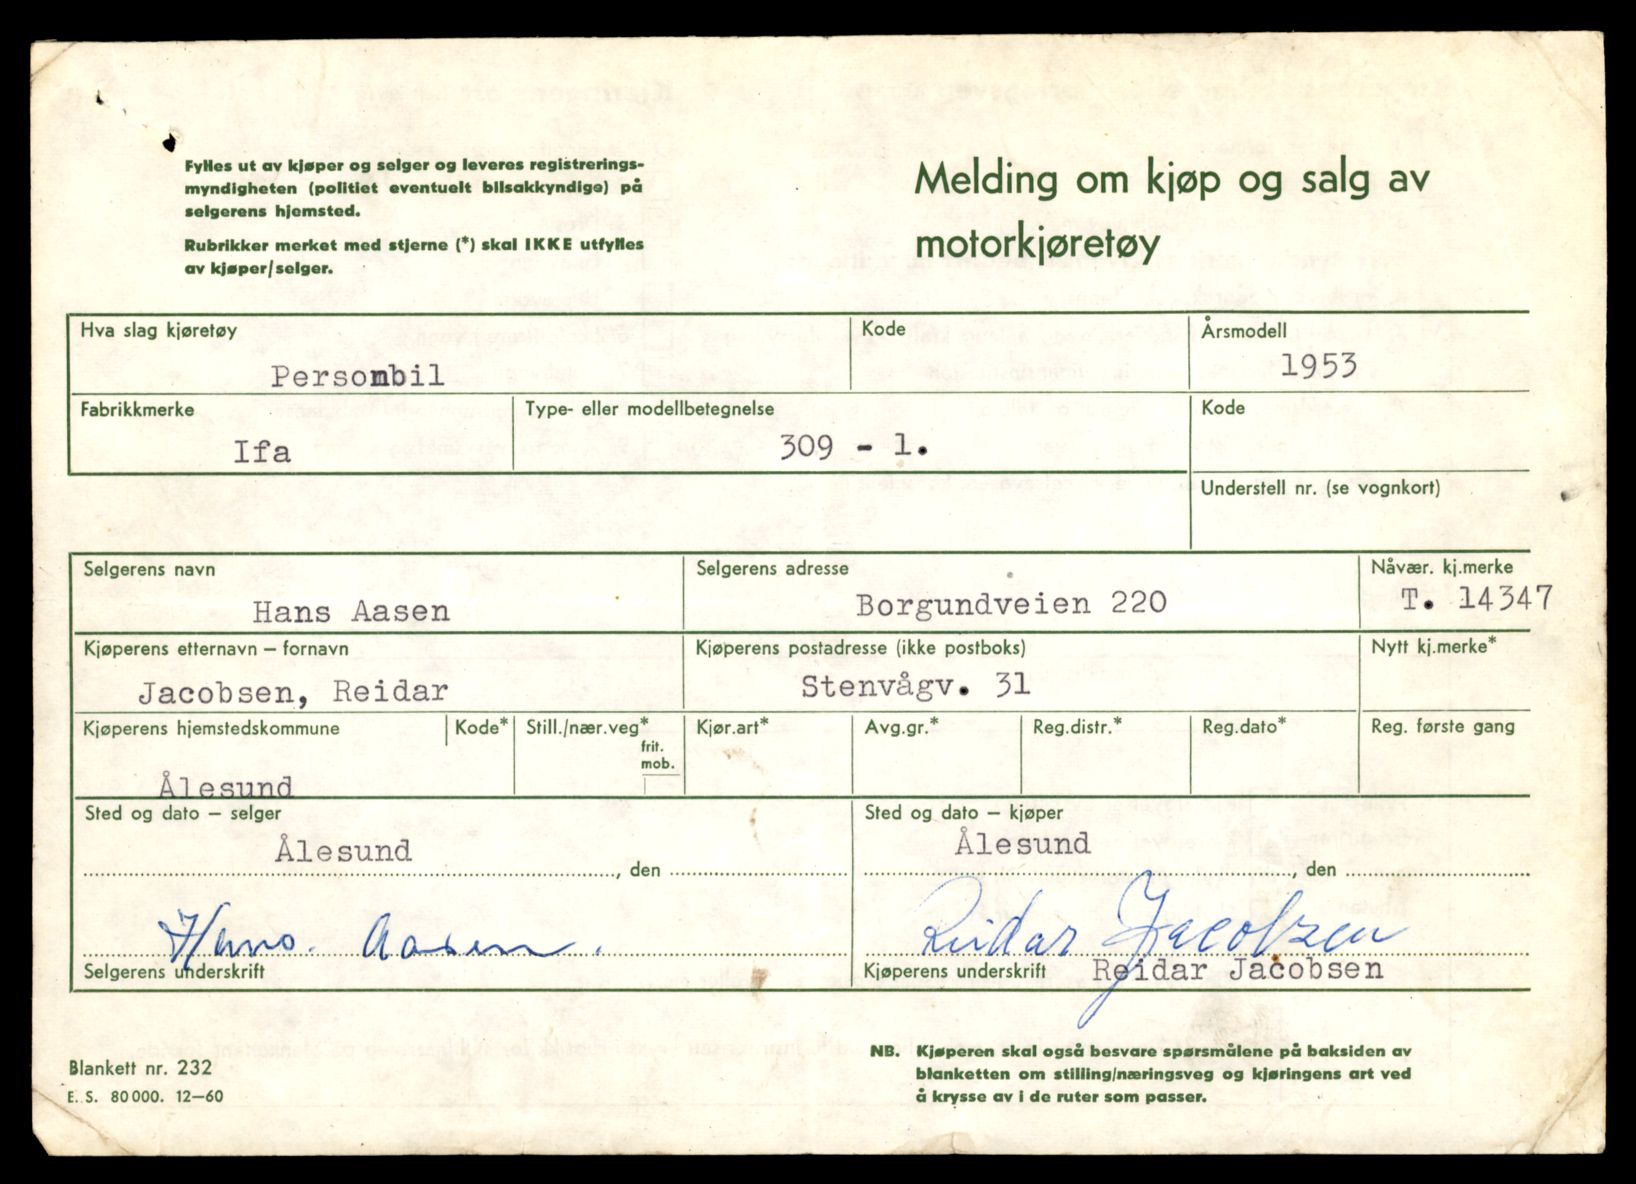 Fylles ut av kjøper og selger og leveres registrerings-
myndigheten (politiet eventuelt bilsakkyndige) på
selgerens hjemsted.
Rubrikker merket med stjerne (*) skal IKKE utfylles
av kjøper/selger.
Melding om kjøp og salg av
motorkjøretøy
Hva slag kjøretøy
Personbil
Kode
Årsmodell
1953
Fabrikkmerke
Ifa
Type- eller modellbetegnelse
309 - 1.
Kode
Understell nr. (se vognkort)
Selgerens navn
Hans Aasen
Selgerens adresse
Borgundveien 220
Nåvær. kj.merke
T. 14347
Kjøperens etternavn – fornavn
Jacobsen, Reidar
Kjøperens postadresse (ikke postboks)
Stenvågv. 31
Nytt kj.merke*
Kjøperens hjemstedskommune
Ålesund
Kode*
Still./nær.veg*
frit.
mob.
Kjør.art*
Avg.gr.*
Reg.distr.*
Reg.dato*
Reg. første gang
Sted og dato – selger
Ålesund
, den
Hans. Aasen.
Selgerens underskrift
Sted og dato – kjøper
Ålesund
, den
Reidar Jacobsen
Kjøperens underskrift Reidar Jacobsen
Blankett nr. 232
E. S. 80000. 12–60
NB. Kjøperen skal også besvare spørsmålene på baksiden av
blanketten om stilling/næringsveg og kjøringens art ved
å krysse av i de ruter som passer.